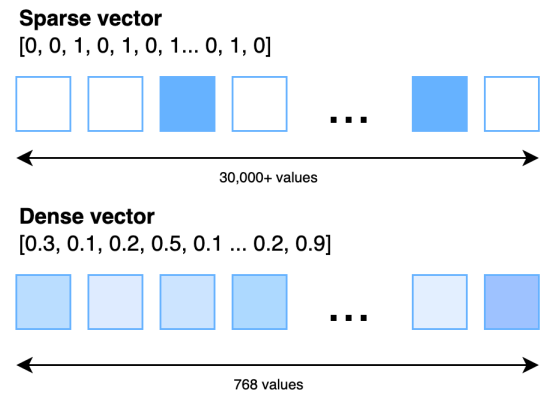 Sparse vector
[0, 0, 1, 0, 1, 0, 1... 0, 1, 0]
...
30,000+ values
Dense vector
[0.3, 0.1, 0.2, 0.5, 0.1 ... 0.2, 0.9]
...
768 values